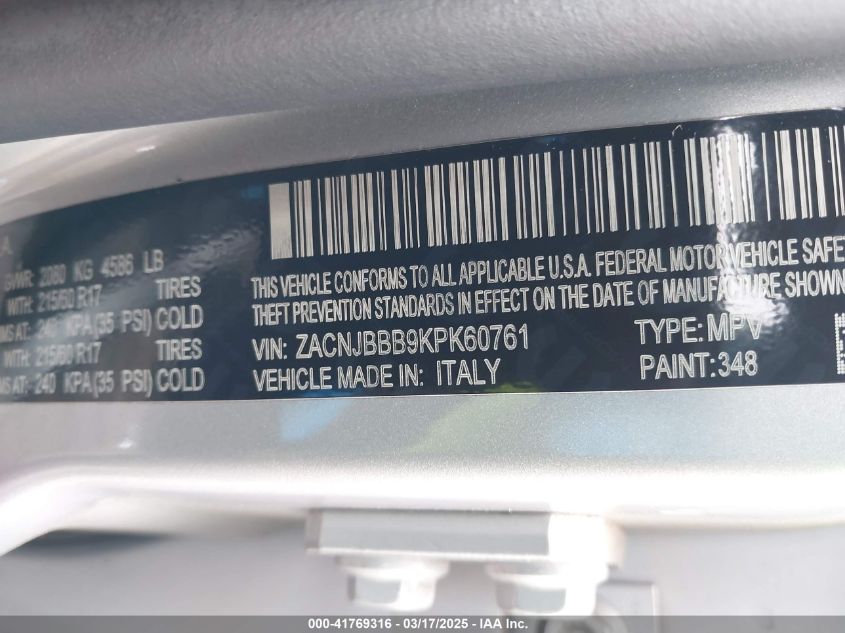 A
GVWR: 2080 KG 4586 LB
WITH: 215/60 R17 TIRES
240 KPA (35 PSI) COLD
WITH: 215/60 R17 TIRES
MS AT: 240 KPA (35 PSI) COLD
THIS VEHICLE CONFORMS TO ALL APPLICABLE U.S.A. FEDERAL MOTOR VEHICLE SAFE
THEFT PREVENTION STANDARDS IN EFFECT ON THE DATE OF MANUFACTURE SHOWN
VIN: ZACNJBBB9KPK60761 TYPE: MPV
VEHICLE MADE IN: ITALY PAINT: 348
000-41769316 - 03/17/2025 - IAA Inc.